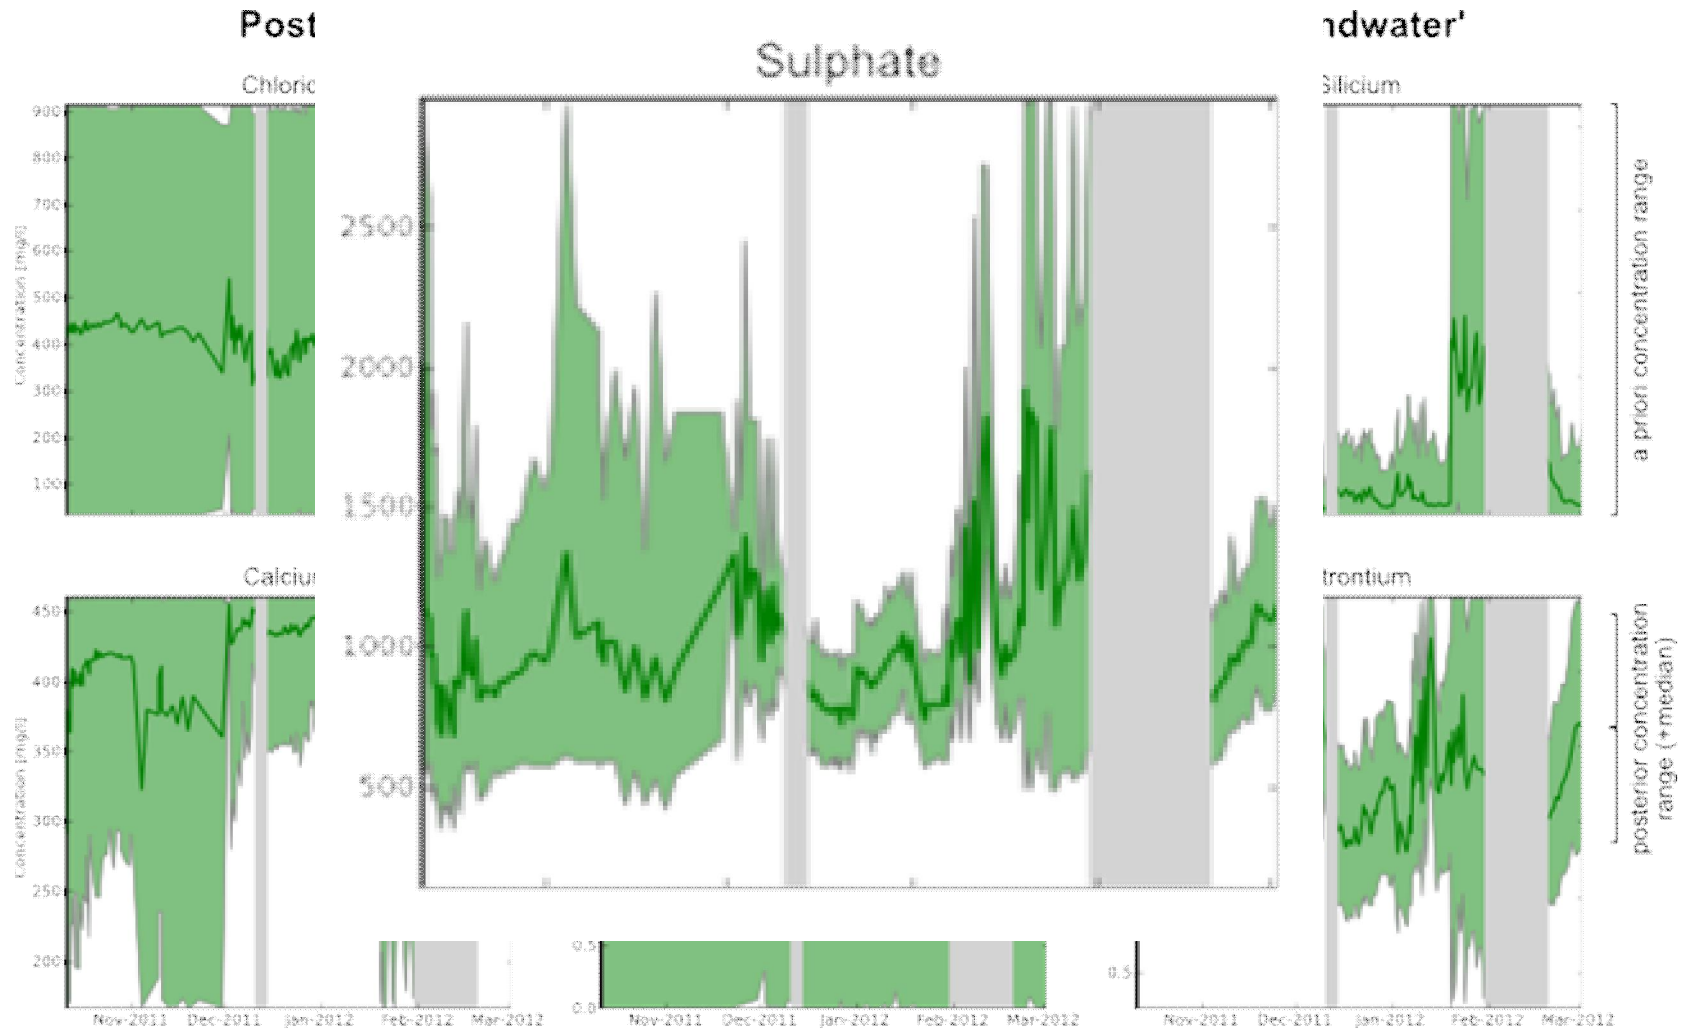 Post
ndwater'
Sulphate
Chlorid
Silicium
900
800
700
600
500
400
300
200
100
Concentration [mg/l]
2500
2000
1500
1000
500
a priori concentration range
Calciu
trontium
450
400
350
300
250
200
Concentration [mg/l]
posterior concentration
range (+median)
0.5
0.0
0.5
Nov-2011 Dec-2011 Jan-2012 Feb-2012 Mar-2012
Nov-2011 Dec-2011 Jan-2012 Feb-2012 Mar-2012
Nov-2011 Dec-2011 Jan-2012 Feb-2012 Mar-2012